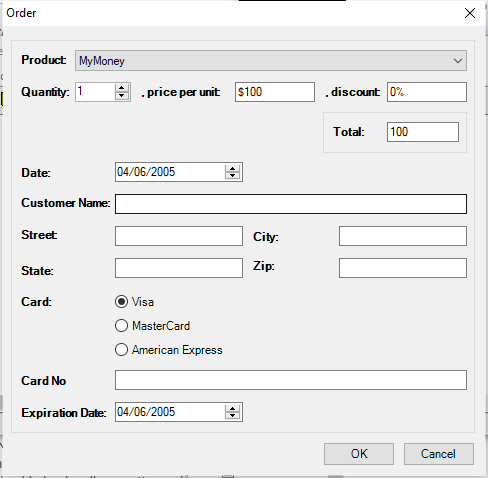 Order
Product: MyMoney
Quantity: 1 , price per unit: $100 , discount: 0%
Total: 100
Date: 04/06/2005
Customer Name:
Street: City:
State: Zip:
Card: Visa
MasterCard
American Express
Card No
Expiration Date: 04/06/2005
OK Cancel